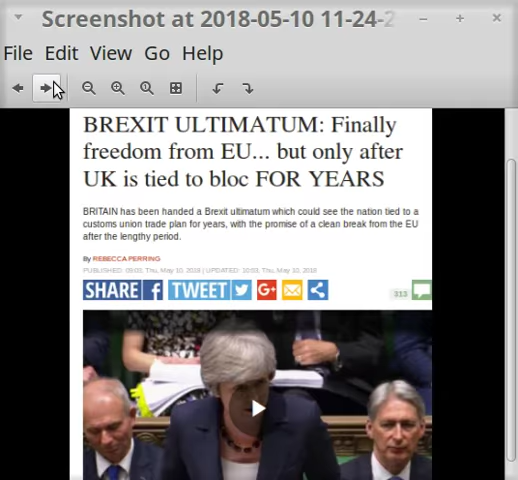 Screenshot at 2018-05-10 11-24-2
File Edit View Go Help
BREXIT ULTIMATUM: Finally
freedom from EU... but only after
UK is tied to bloc FOR YEARS
BRITAIN has been handed a Brexit ultimatum which could see the nation tied to a
customs union trade plan for years, with the promise of a clean break from the EU
after the lengthy period.
By REBECCA PERRING
PUBLISHED: 09:03, Thu, May 10, 2018 | UPDATED: 10:53, Thu, May 10, 2018
SHARE f TWEET G+
313